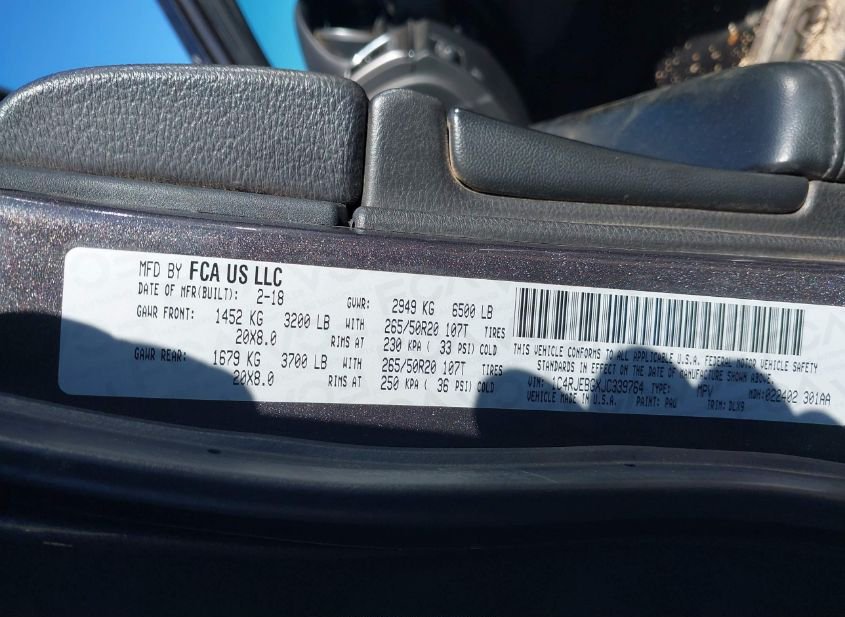 MFD BY FCA US LLC
DATE OF MFR(BUILT): 2-18 GVWR: 2949 KG 6500 LB
GAWR FRONT: 1452 KG 3200 LB WITH 265/50R20 107T TIRES
20X8.0 RIMS AT 230 KPA ( 33 PSI) COLD
GAWR REAR: 1679 KG 3700 LB WITH 265/50R20 107T TIRES
20X8.0 RIMS AT 250 KPA ( 36 PSI) COLD
THIS VEHICLE CONFORMS TO ALL APPLICABLE U.S.A. FEDERAL MOTOR VEHICLE SAFETY
STANDARDS IN EFFECT ON THE DATE OF MANUFACTURE SHOWN ABOVE.
VIN: 1C4RJEBGXJC339764 TYPE: MPV MDH: 022402 301AA
VEHICLE MADE IN U.S.A. PAINT: PAU TRIM: DLX9